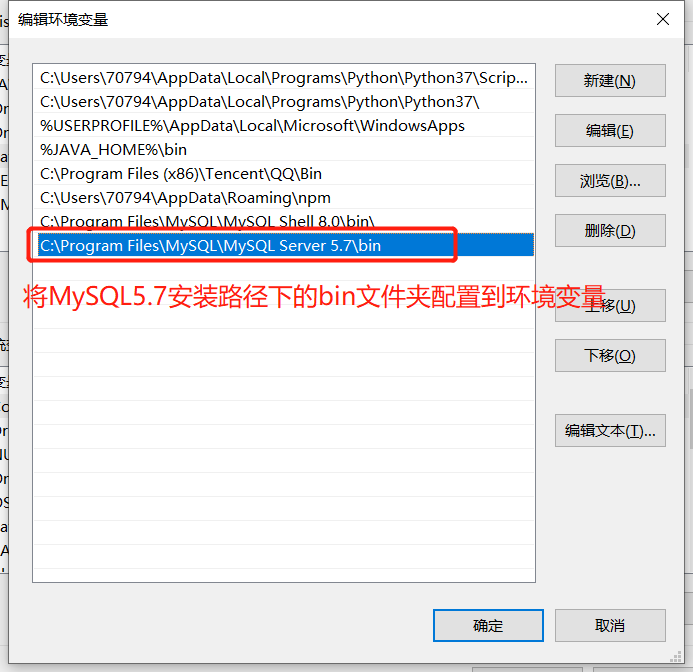 编辑环境变量
C:\Users\70794\AppData\Local\Programs\Python\Python37\Scrip...
C:\Users\70794\AppData\Local\Programs\Python\Python37\
%USERPROFILE%\AppData\Local\Microsoft\WindowsApps
%JAVA_HOME%\bin
C:\Program Files (x86)\Tencent\QQ\Bin
C:\Users\70794\AppData\Roaming\npm
C:\Program Files\MySQL\MySQL Shell 8.0\bin\
C:\Program Files\MySQL\MySQL Server 5.7\bin
将MySQL5.7安装路径下的bin文件夹配置到环境变量
新建(N)
编辑(E)
浏览(B)...
删除(D)
上移(U)
下移(O)
编辑文本(T)...
确定
取消